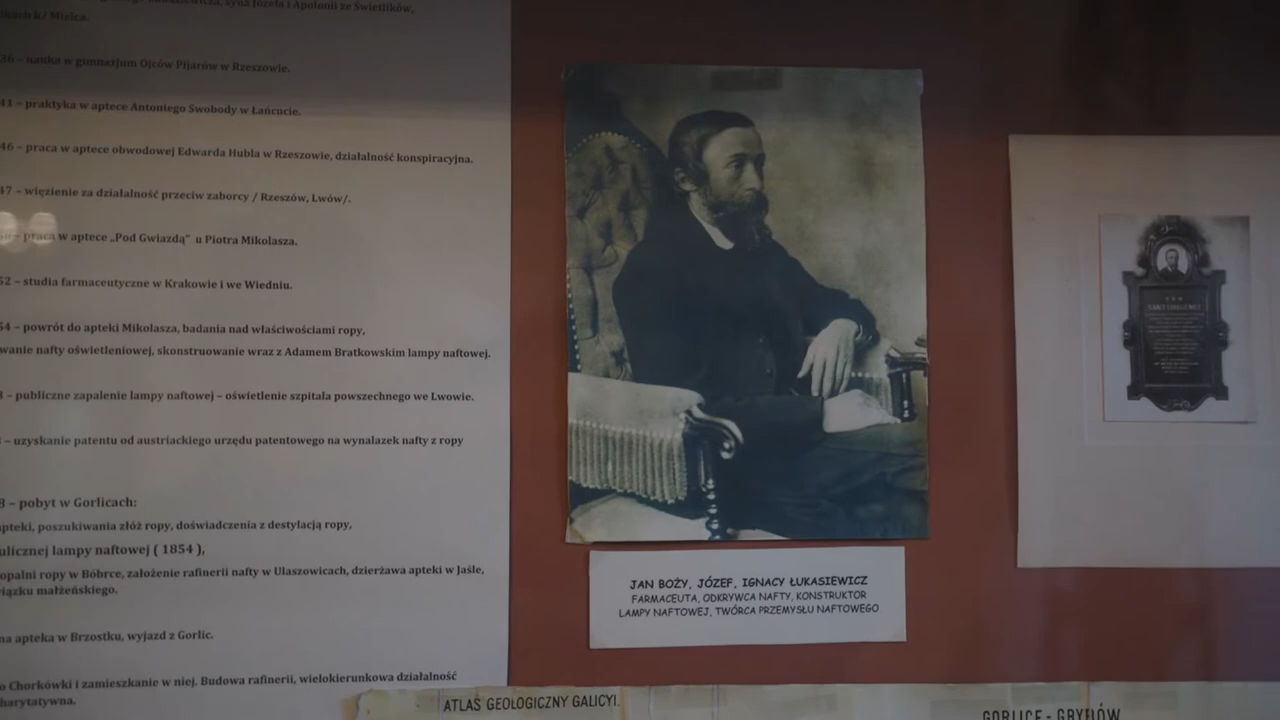 syna Józefa i Apolonii ze Świetlików,
k / Mielca.
36 – nauka w gimnazjum Ojców Pijarów w Rzeszowie.
41 – praktyka w aptece Antoniego Swobody w Łańcucie.
46 – praca w aptece obwodowej Edwarda Hubla w Rzeszowie, działalność konspiracyjna.
47 – więzienie za działalność przeciw zaborcy / Rzeszów, Lwów/.
– praca w aptece „Pod Gwiazdą" u Piotra Mikolasza.
52 – studia farmaceutyczne w Krakowie i we Wiedniu.
54 – powrót do apteki Mikolasza, badania nad właściwościami ropy,
wanie nafty oświetleniowej, skonstruowanie wraz z Adamem Bratkowskim lampy naftowej.
3 – publiczne zapalenie lampy naftowej – oświetlenie szpitala powszechnego we Lwowie.
– uzyskanie patentu od austriackiego urzędu patentowego na wynalazek nafty z ropy
8 – pobyt w Gorlicach:
apteki, poszukiwania złóż ropy, doświadczenia z destylacją ropy,
ulicznej lampy naftowej ( 1854 ),
opalni ropy w Bóbrce, założenie rafinerii nafty w Ulaszowicach, dzierżawa apteki w Jaśle,
iązku małżeńskiego.
na apteka w Brzostku, wyjazd z Gorlic.
o Chorkówki i zamieszkanie w niej. Budowa rafinerii, wielokierunkowa działalność
harytatywna.
JAN BOŻY, JÓZEF, IGNACY ŁUKASIEWICZ
FARMACEUTA, ODKRYWCA NAFTY, KONSTRUKTOR
LAMPY NAFTOWEJ, TWÓRCA PRZEMYSŁU NAFTOWEGO
ATLAS GEOLOGICZNY GALICYI.
GORLICE - GRYBÓW